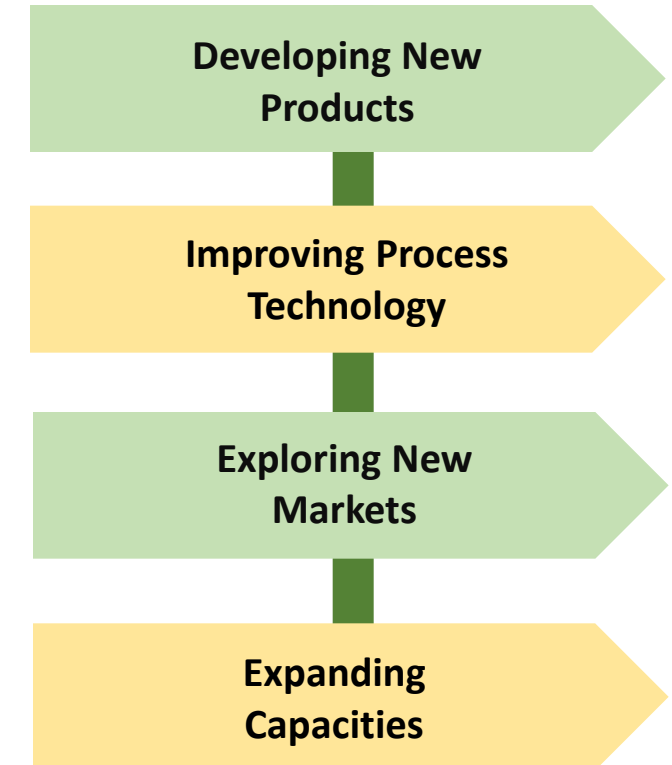 Developing New
Products
Improving Process
Technology
Exploring New
Markets
Expanding
Capacities